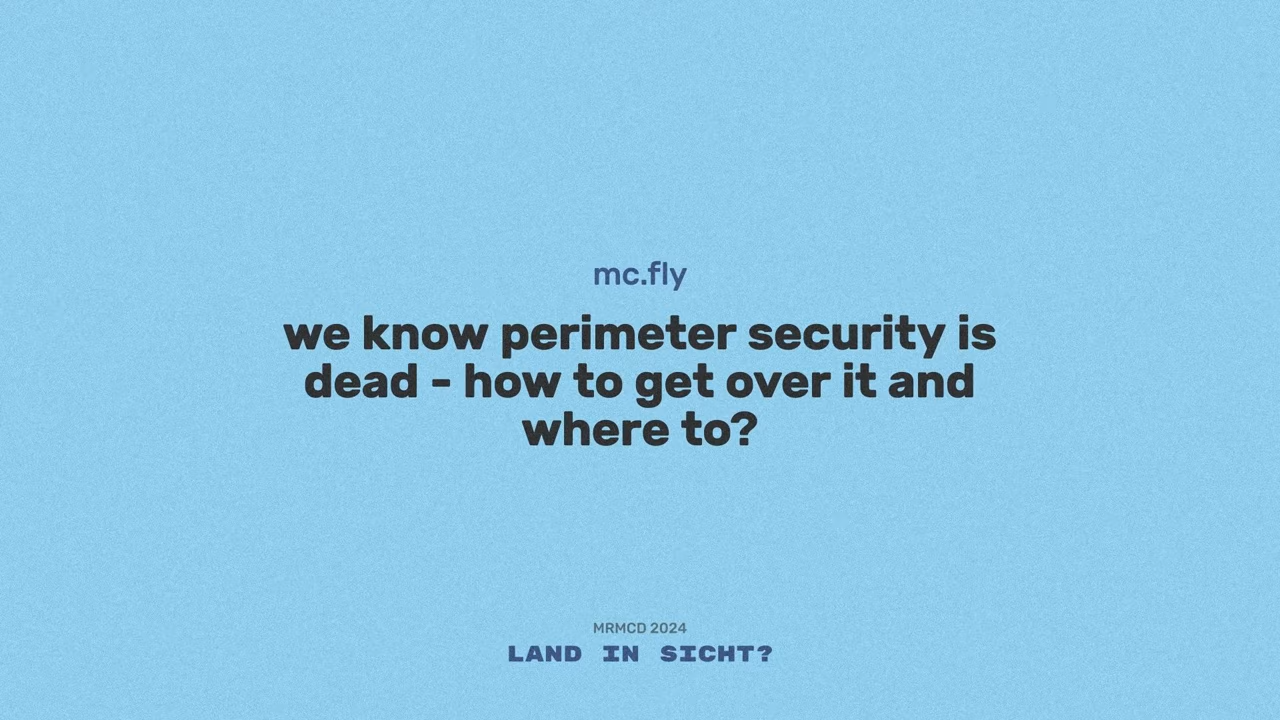 mc.fly
we know perimeter security is
dead - how to get over it and
where to?
MRMCD 2024
LAND IN SICHT?